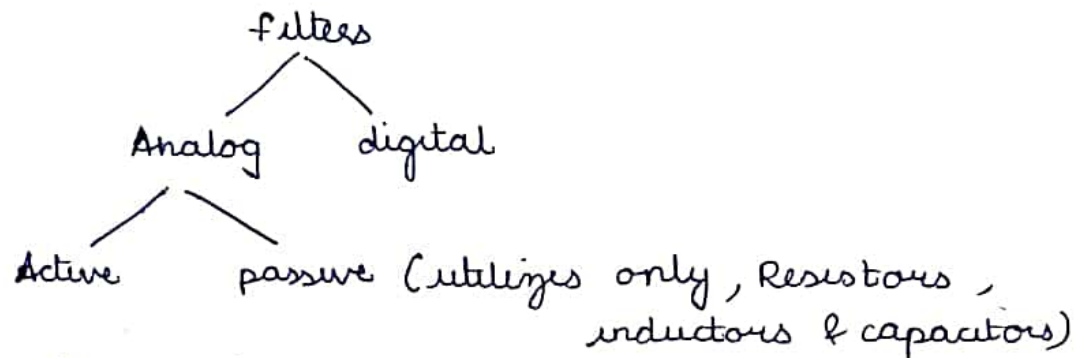 filters
Analog digital
Active passive (utilizes only, Resistors,
inductors & capacitors)